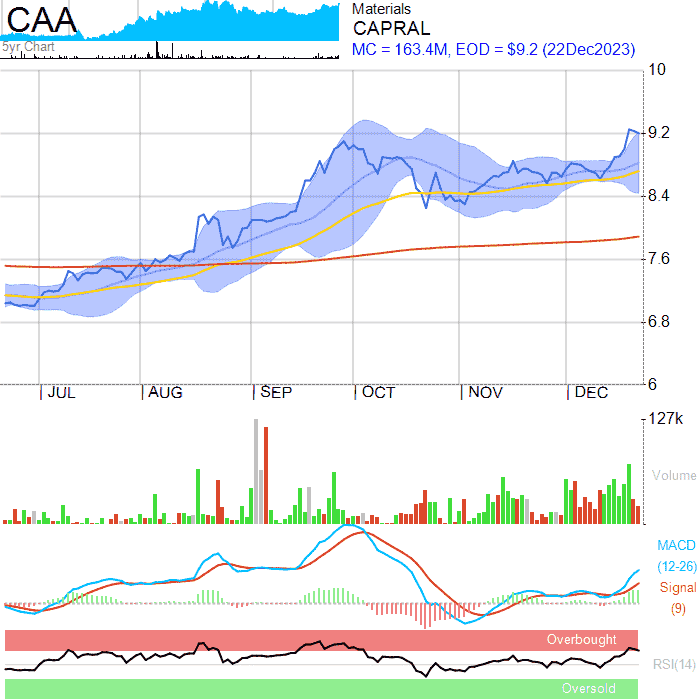 CAA
5yr Chart
Materials
CAPRAL
MC = 163.4M, EOD = $9.2 (22Dec2023)
10
9.2
8.4
7.6
6.8
6
JUL AUG SEP OCT NOV DEC
127k
Volume
MACD
(12-26)
Signal
(9)
Overbought
RSI(14)
Oversold